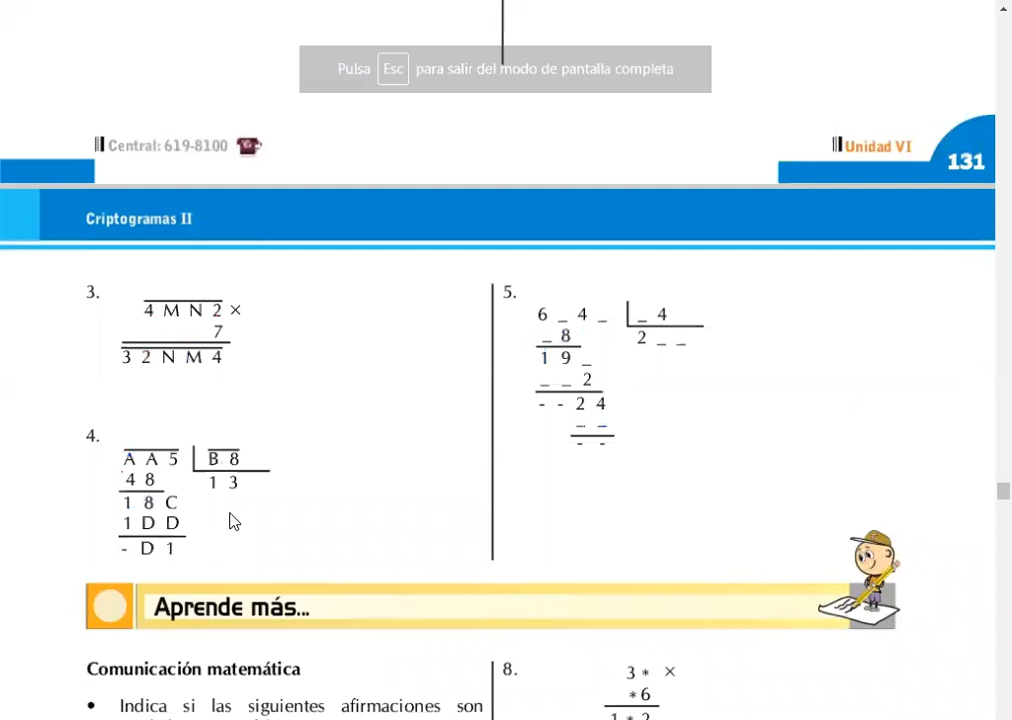 Pulsa Esc para salir del modo de pantalla completa
Central: 619-8100
Unidad VI
131
Criptogramas II
3.
4 M N 2 ×
7
3 2 N M 4
4.
A A 5 B 8
4 8 1 3
1 8 C
1 D D
- D 1
5.
6 _ 4 _ _ 4
_ 8 2 _ _
1 9 _
_ _ 2
- - 2 4
_ _
- -
Aprende más...
Comunicación matemática
• Indica si las siguientes afirmaciones son
8.
3 * ×
* 6
1 * 2